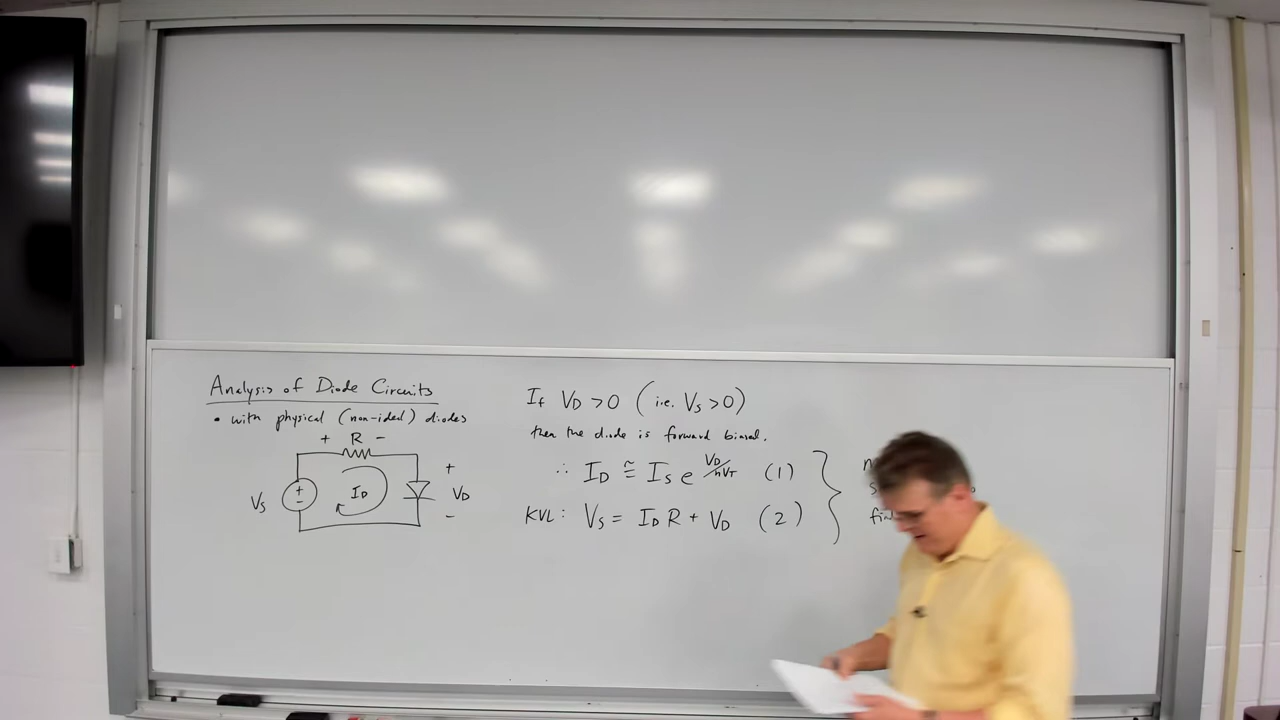 Analysis of Diode Circuits
• with physical (non-ideal) diodes
+ R -
VS
+
-
ID
+
VD
-
If VD > 0 (i.e. VS > 0)
then the diode is forward biased.
∴ ID ≅ IS e^VD/nVT (1)
KVL: VS = ID R + VD (2)